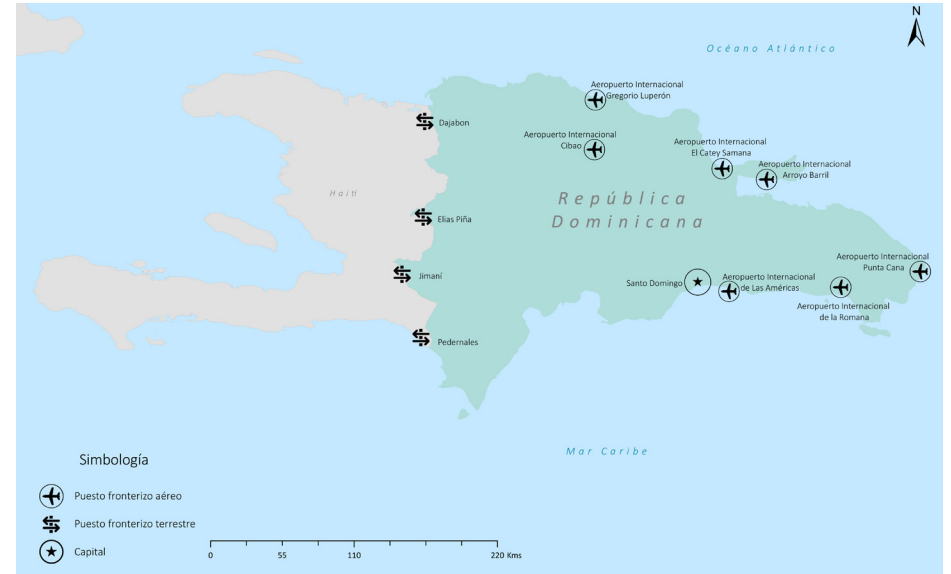 N
Océano Atlántico
Aeropuerto Internacional
Gregorio Luperón
Dajabon
Aeropuerto Internacional
Cibao
Aeropuerto Internacional
El Catey Samana
Aeropuerto Internacional
Arroyo Barril
Haití
República
Dominicana
Elias Piña
Aeropuerto Internacional
Punta Cana
Jimaní
Santo Domingo
Aeropuerto Internacional
de Las Américas
Aeropuerto Internacional
de la Romana
Pedernales
Mar Caribe
Simbología
Puesto fronterizo aéreo
Puesto fronterizo terrestre
Capital
0 55 110 220 Kms